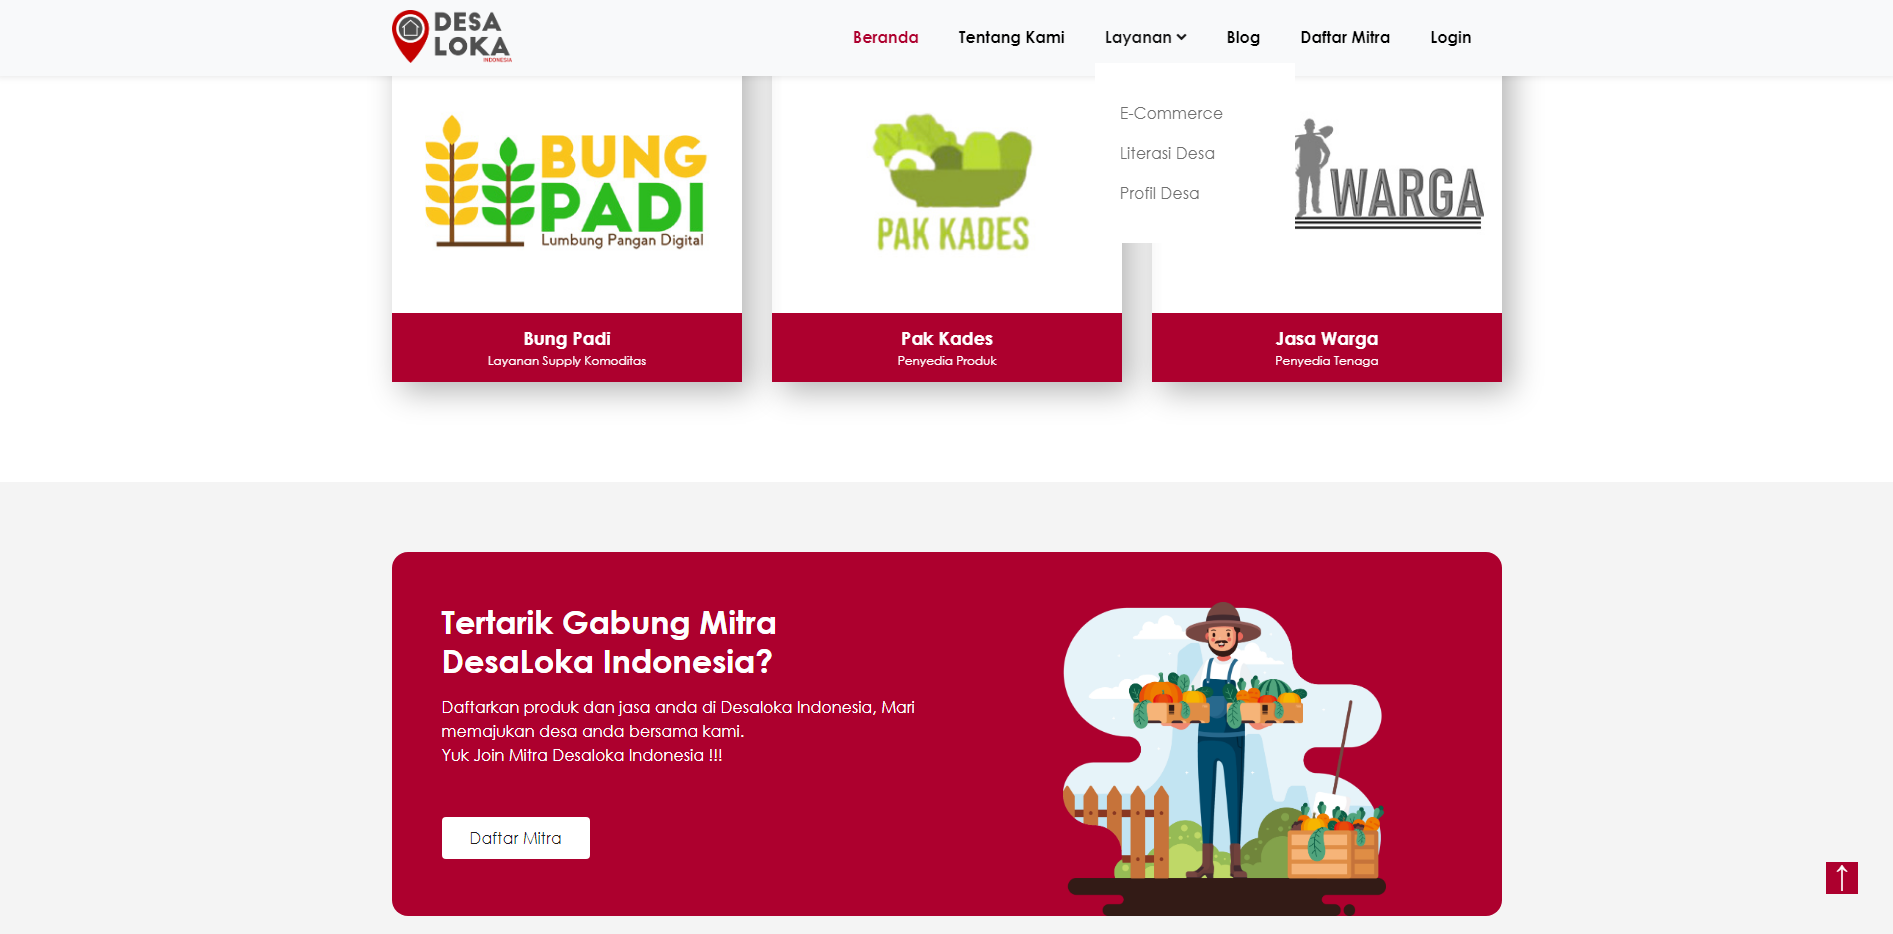 DESA
LOKA
INDONESIA
Beranda
Tentang Kami
Layanan
Blog
Daftar Mitra
Login
E-Commerce
Literasi Desa
Profil Desa
BUNG
PADI
Lumbung Pangan Digital
PAK KADES
WARGA
Bung Padi
Layanan Supply Komoditas
Pak Kades
Penyedia Produk
Jasa Warga
Penyedia Tenaga
Tertarik Gabung Mitra
DesaLoka Indonesia?
Daftarkan produk dan jasa anda di Desaloka Indonesia, Mari
memajukan desa anda bersama kami.
Yuk Join Mitra Desaloka Indonesia !!!
Daftar Mitra